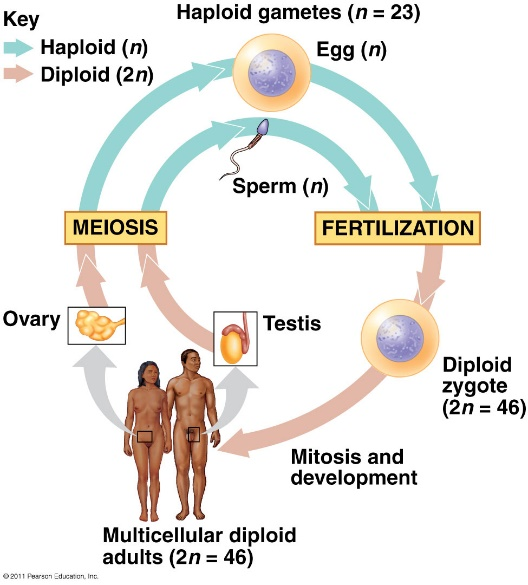 Key
Haploid (n)
Diploid (2n)
Haploid gametes (n = 23)
Egg (n)
Sperm (n)
MEIOSIS
FERTILIZATION
Ovary
Testis
Diploid
zygote
(2n = 46)
Mitosis and
development
Multicellular diploid
adults (2n = 46)
© 2011 Pearson Education, Inc.